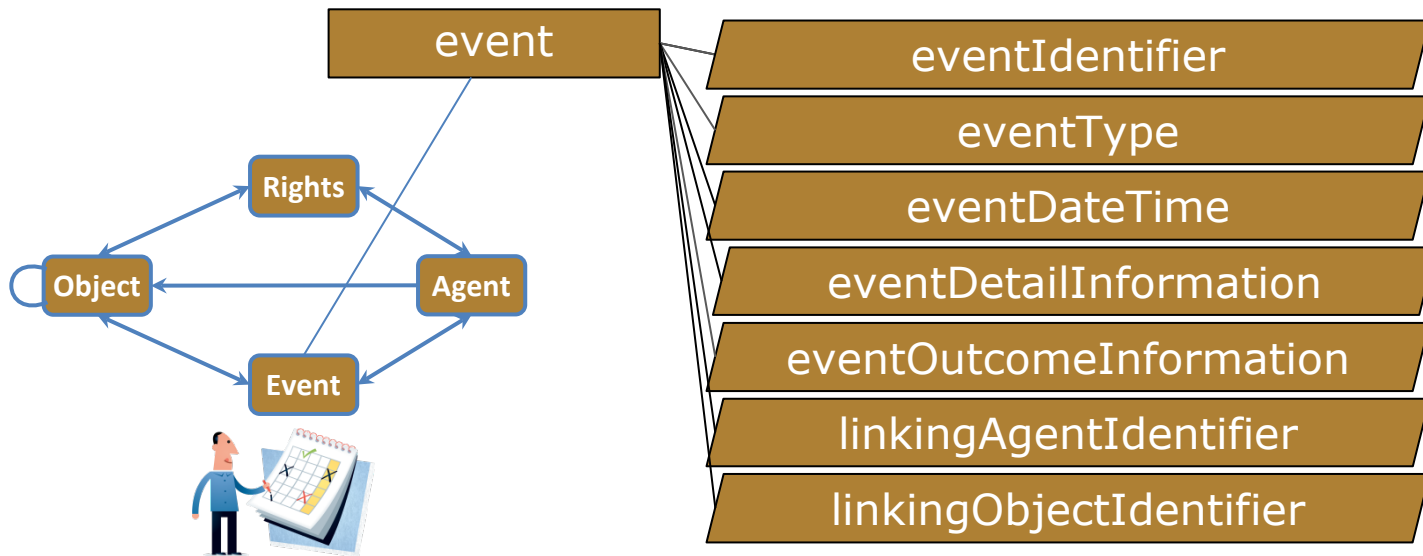 event
eventIdentifier
eventType
eventDateTime
eventDetailInformation
eventOutcomeInformation
linkingAgentIdentifier
linkingObjectIdentifier
Rights
Object
Agent
Event